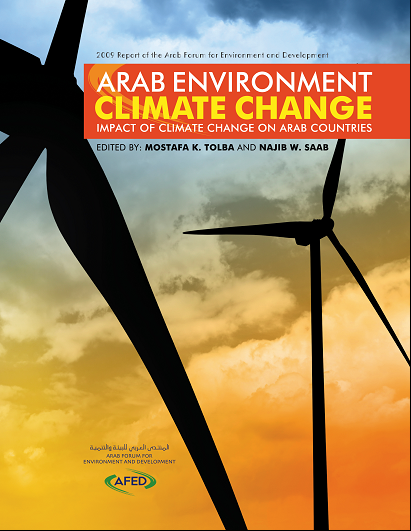 2009 Report of the Arab Forum for Environment and Development
ARAB ENVIRONMENT
CLIMATE CHANGE
IMPACT OF CLIMATE CHANGE ON ARAB COUNTRIES
EDITED BY: MOSTAFA K. TOLBA AND NAJIB W. SAAB
المنتدى العربي للبيئة والتنمية
ARAB FORUM FOR
ENVIRONMENT AND DEVELOPMENT
AFED